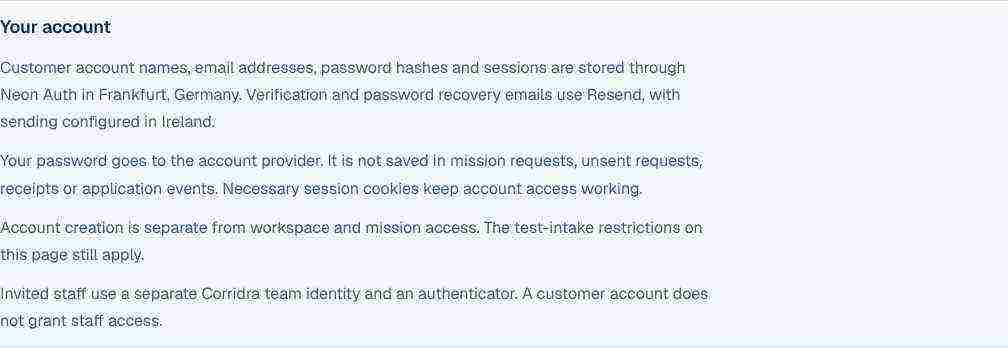 Your account
Customer account names, email addresses, password hashes and sessions are stored through
Neon Auth in Frankfurt, Germany. Verification and password recovery emails use Resend, with
sending configured in Ireland.
Your password goes to the account provider. It is not saved in mission requests, unsent requests,
receipts or application events. Necessary session cookies keep account access working.
Account creation is separate from workspace and mission access. The test-intake restrictions on
this page still apply.
Invited staff use a separate Corridra team identity and an authenticator. A customer account does
not grant staff access.